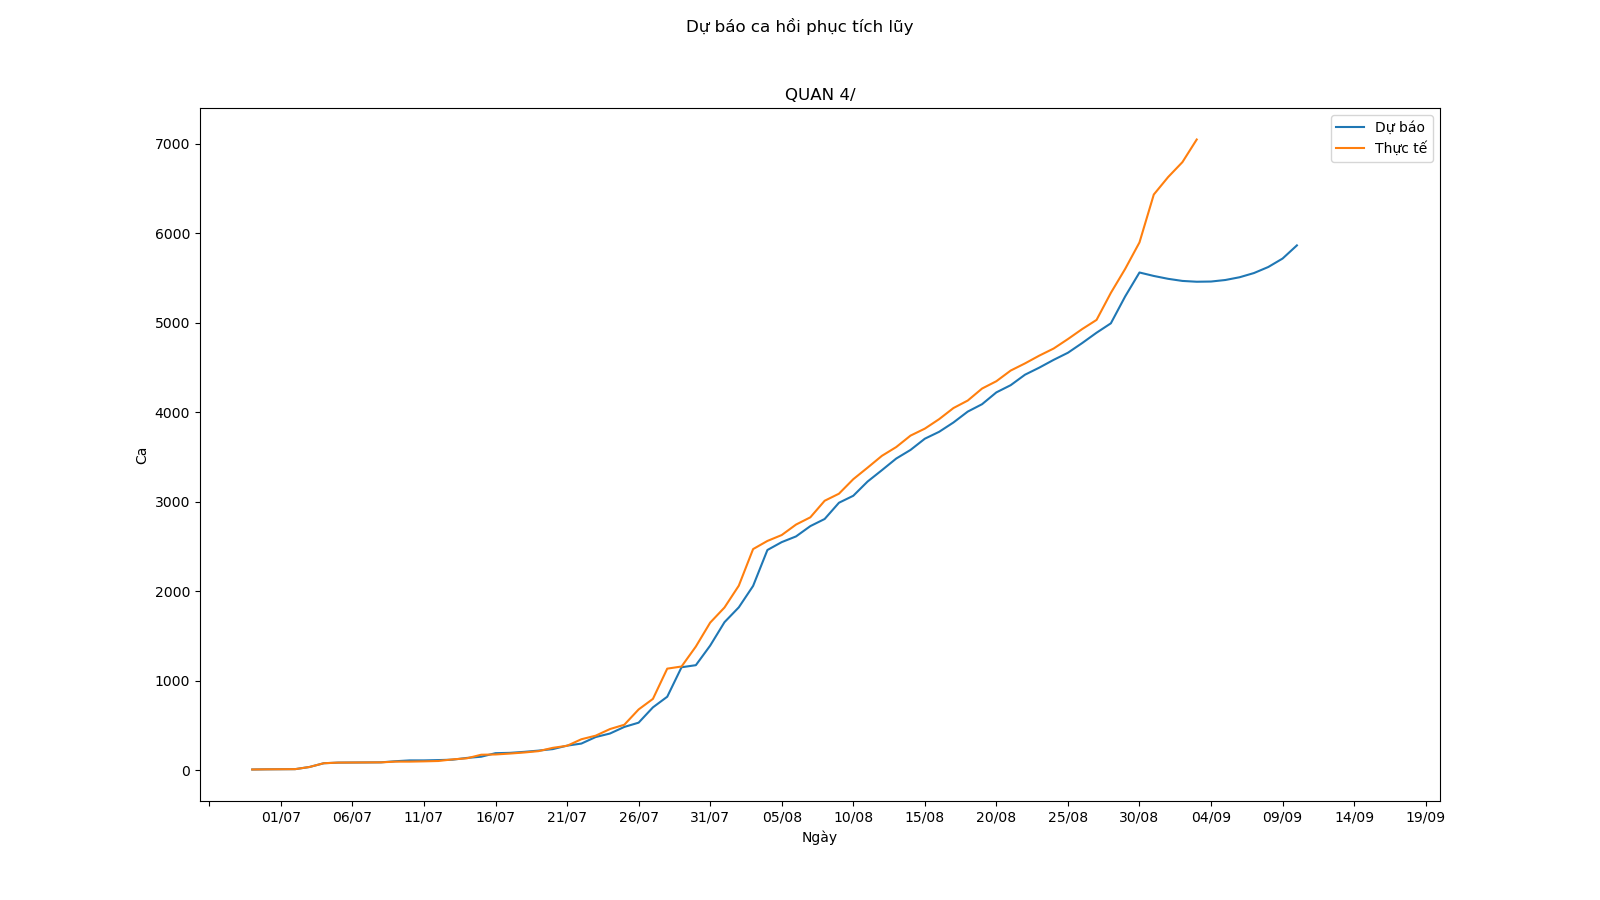 Dự báo ca hồi phục tích lũy
QUAN 4/
Dự báo
Thực tế
7000
6000
5000
4000
3000
2000
1000
0
Ca
01/07 06/07 11/07 16/07 21/07 26/07 31/07 05/08 10/08 15/08 20/08 25/08 30/08 04/09 09/09 14/09 19/09
Ngày